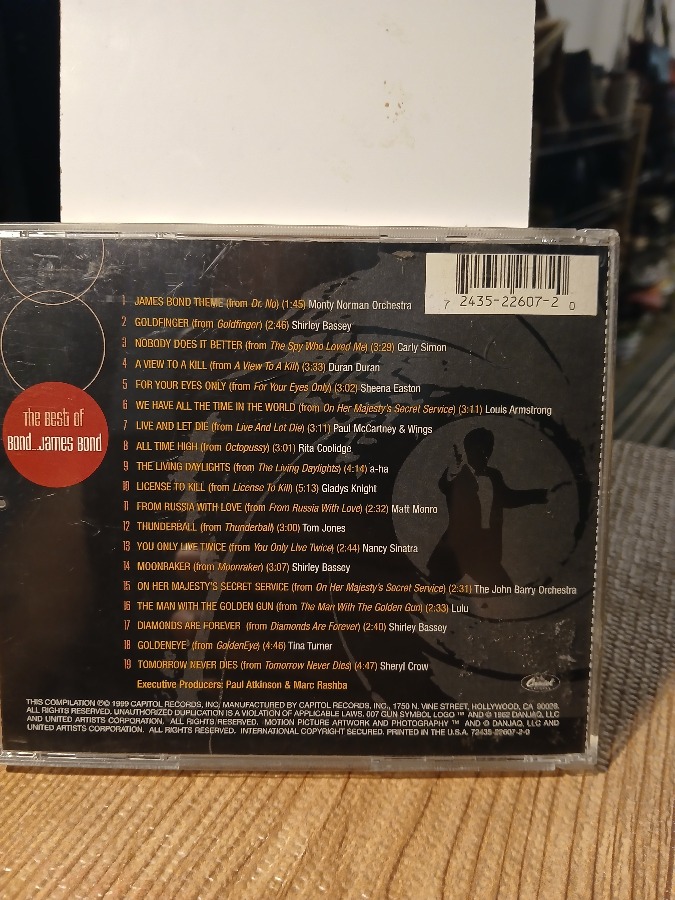 7 2435-22607-2 0
1 JAMES BOND THEME (from Dr. No) (1:45) Monty Norman Orchestra
2 GOLDFINGER (from Goldfinger) (2:46) Shirley Bassey
3 NOBODY DOES IT BETTER (from The Spy Who Loved Me) (3:29) Carly Simon
4 A VIEW TO A KILL (from A View To A Kill) (3:33) Duran Duran
5 FOR YOUR EYES ONLY (from For Your Eyes Only) (3:02) Sheena Easton
6 WE HAVE ALL THE TIME IN THE WORLD (from On Her Majesty's Secret Service) (3:11) Louis Armstrong
7 LIVE AND LET DIE (from Live And Let Die) (3:11) Paul McCartney & Wings
8 ALL TIME HIGH (from Octopussy) (3:01) Rita Coolidge
9 THE LIVING DAYLIGHTS (from The Living Daylights) (4:14) a-ha
10 LICENSE TO KILL (from License To Kill) (5:13) Gladys Knight
11 FROM RUSSIA WITH LOVE (from From Russia With Love) (2:32) Matt Monro
12 THUNDERBALL (from Thunderball) (3:00) Tom Jones
13 YOU ONLY LIVE TWICE (from You Only Live Twice) (2:44) Nancy Sinatra
14 MOONRAKER (from Moonraker) (3:07) Shirley Bassey
15 ON HER MAJESTY'S SECRET SERVICE (from On Her Majesty's Secret Service) (2:31) The John Barry Orchestra
16 THE MAN WITH THE GOLDEN GUN (from The Man With The Golden Gun) (2:33) Lulu
17 DIAMONDS ARE FOREVER (from Diamonds Are Forever) (2:40) Shirley Bassey
18 GOLDENEYE (from GoldenEye) (4:46) Tina Turner
19 TOMORROW NEVER DIES (from Tomorrow Never Dies) (4:47) Sheryl Crow
Executive Producers: Paul Atkinson & Marc Rashba
the Best of
BOND...JAMES BOND
Capitol
THIS COMPILATION ℗© 1999 CAPITOL RECORDS, INC. MANUFACTURED BY CAPITOL RECORDS, INC., 1750 N. VINE STREET, HOLLYWOOD, CA 90028.
ALL RIGHTS RESERVED. UNAUTHORIZED DUPLICATION IS A VIOLATION OF APPLICABLE LAWS. 007 GUN SYMBOL LOGO ™ AND © 1962 DANJAQ, LLC
AND UNITED ARTISTS CORPORATION. ALL RIGHTS RESERVED. MOTION PICTURE ARTWORK AND PHOTOGRAPHY ™ AND © DANJAQ, LLC AND
UNITED ARTISTS CORPORATION. ALL RIGHTS RESERVED. INTERNATIONAL COPYRIGHT SECURED. PRINTED IN THE U.S.A. 72435-22607-2-0